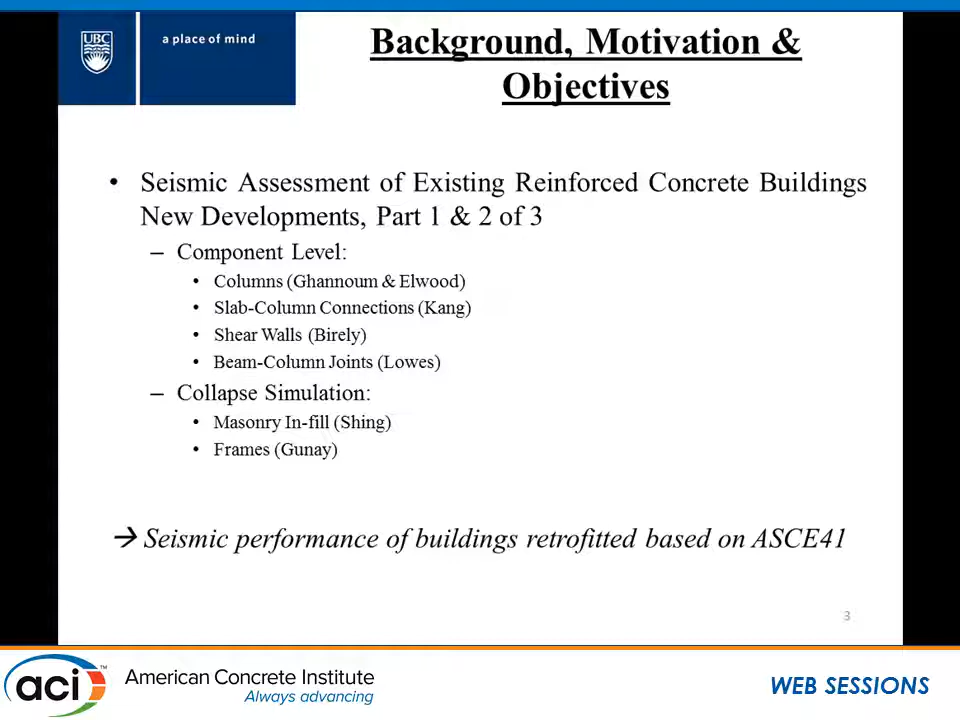 UBC
a place of mind
Background, Motivation &
Objectives
• Seismic Assessment of Existing Reinforced Concrete Buildings
New Developments, Part 1 & 2 of 3
– Component Level:
• Columns (Ghannoum & Elwood)
• Slab-Column Connections (Kang)
• Shear Walls (Birely)
• Beam-Column Joints (Lowes)
– Collapse Simulation:
• Masonry In-fill (Shing)
• Frames (Gunay)
→ Seismic performance of buildings retrofitted based on ASCE41
3
aci™
American Concrete Institute
Always advancing
WEB SESSIONS